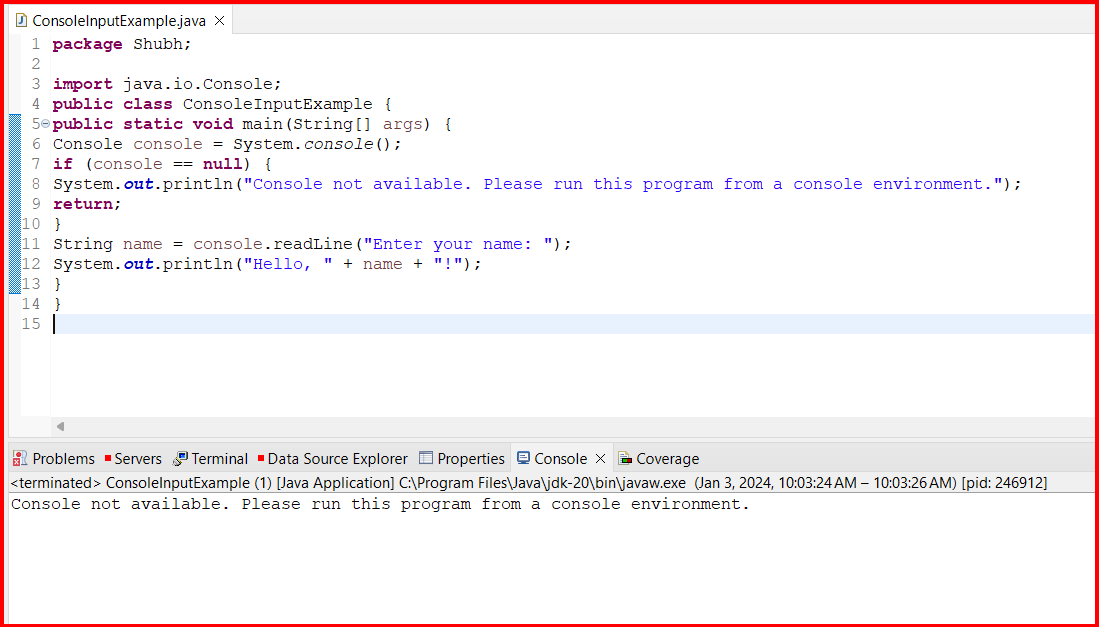 ConsoleInputExample.java
1 package Shubh;
2
3 import java.io.Console;
4 public class ConsoleInputExample {
5 public static void main(String[] args) {
6 Console console = System.console();
7 if (console == null) {
8 System.out.println("Console not available. Please run this program from a console environment.");
9 return;
10 }
11 String name = console.readLine("Enter your name: ");
12 System.out.println("Hello, " + name + "!");
13 }
14 }
15
Problems Servers Terminal Data Source Explorer Properties Console Coverage
<terminated> ConsoleInputExample (1) [Java Application] C:\Program Files\Java\jdk-20\bin\javaw.exe (Jan 3, 2024, 10:03:24 AM – 10:03:26 AM) [pid: 246912]
Console not available. Please run this program from a console environment.